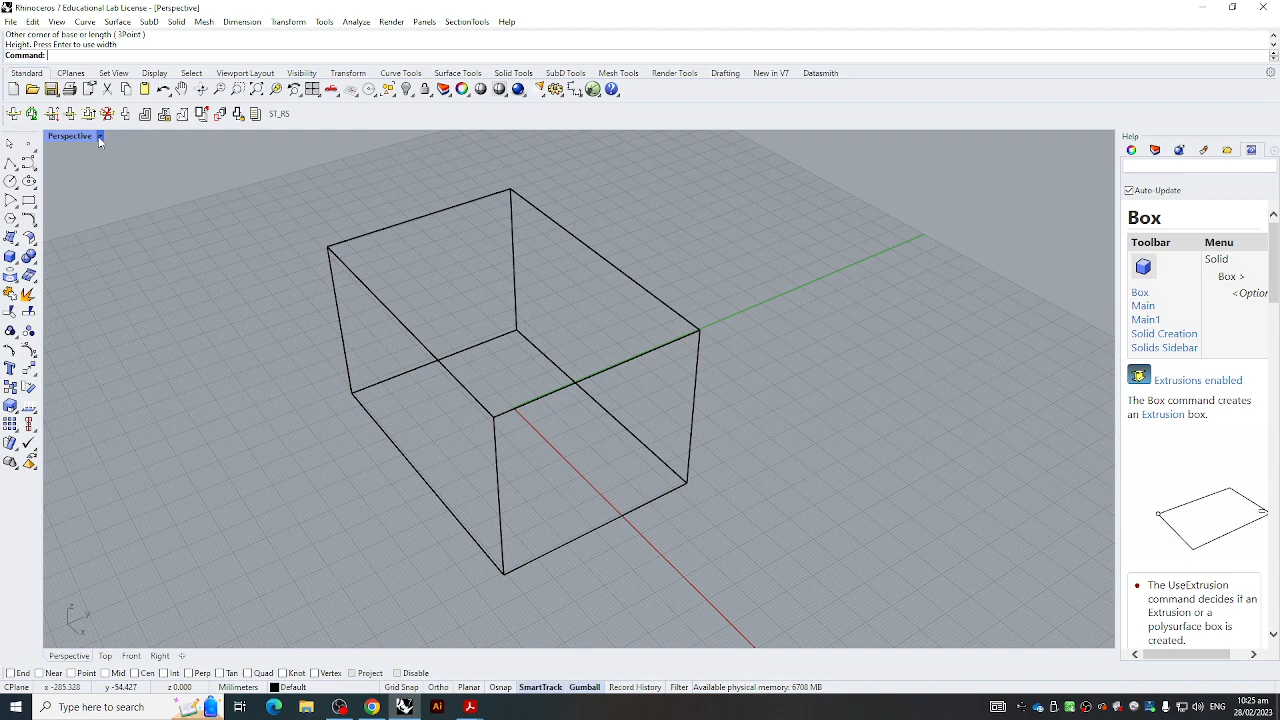 Rhinoceros 7 Educational Lab License - [Perspective]
File Edit View Curve Surface SubD Solid Mesh Dimension Transform Tools Analyze Render Panels SectionTools Help
Other corner of base or length ( 3Point )
Height. Press Enter to use width
Command:
Standard CPlanes Set View Display Select Viewport Layout Visibility Transform Curve Tools Surface Tools Solid Tools SubD Tools Mesh Tools Render Tools Drafting New in V7 Datasmith
ST_RS
Perspective
Help
Auto-Update
Box
Toolbar Menu
Solid
Box >
<Option
Box
Main
Main1
Solid Creation
Solids Sidebar
Extrusions enabled
The Box command creates
an Extrusion box.
The UseExtrusion
command decides if an
Extrusion or a
polysurface box is
created.
z
y
x
Perspective Top Front Right
End Near Point Mid Cen Int Perp Tan Quad Knot Vertex Project Disable
CPlane x -285.328 y -54.427 z 0.000 Millimeters Default Grid Snap Ortho Planar Osnap SmartTrack Gumball Record History Filter Available physical memory: 6708 MB
Type here to search
Ai
ENG
10:25 am
28/02/2023